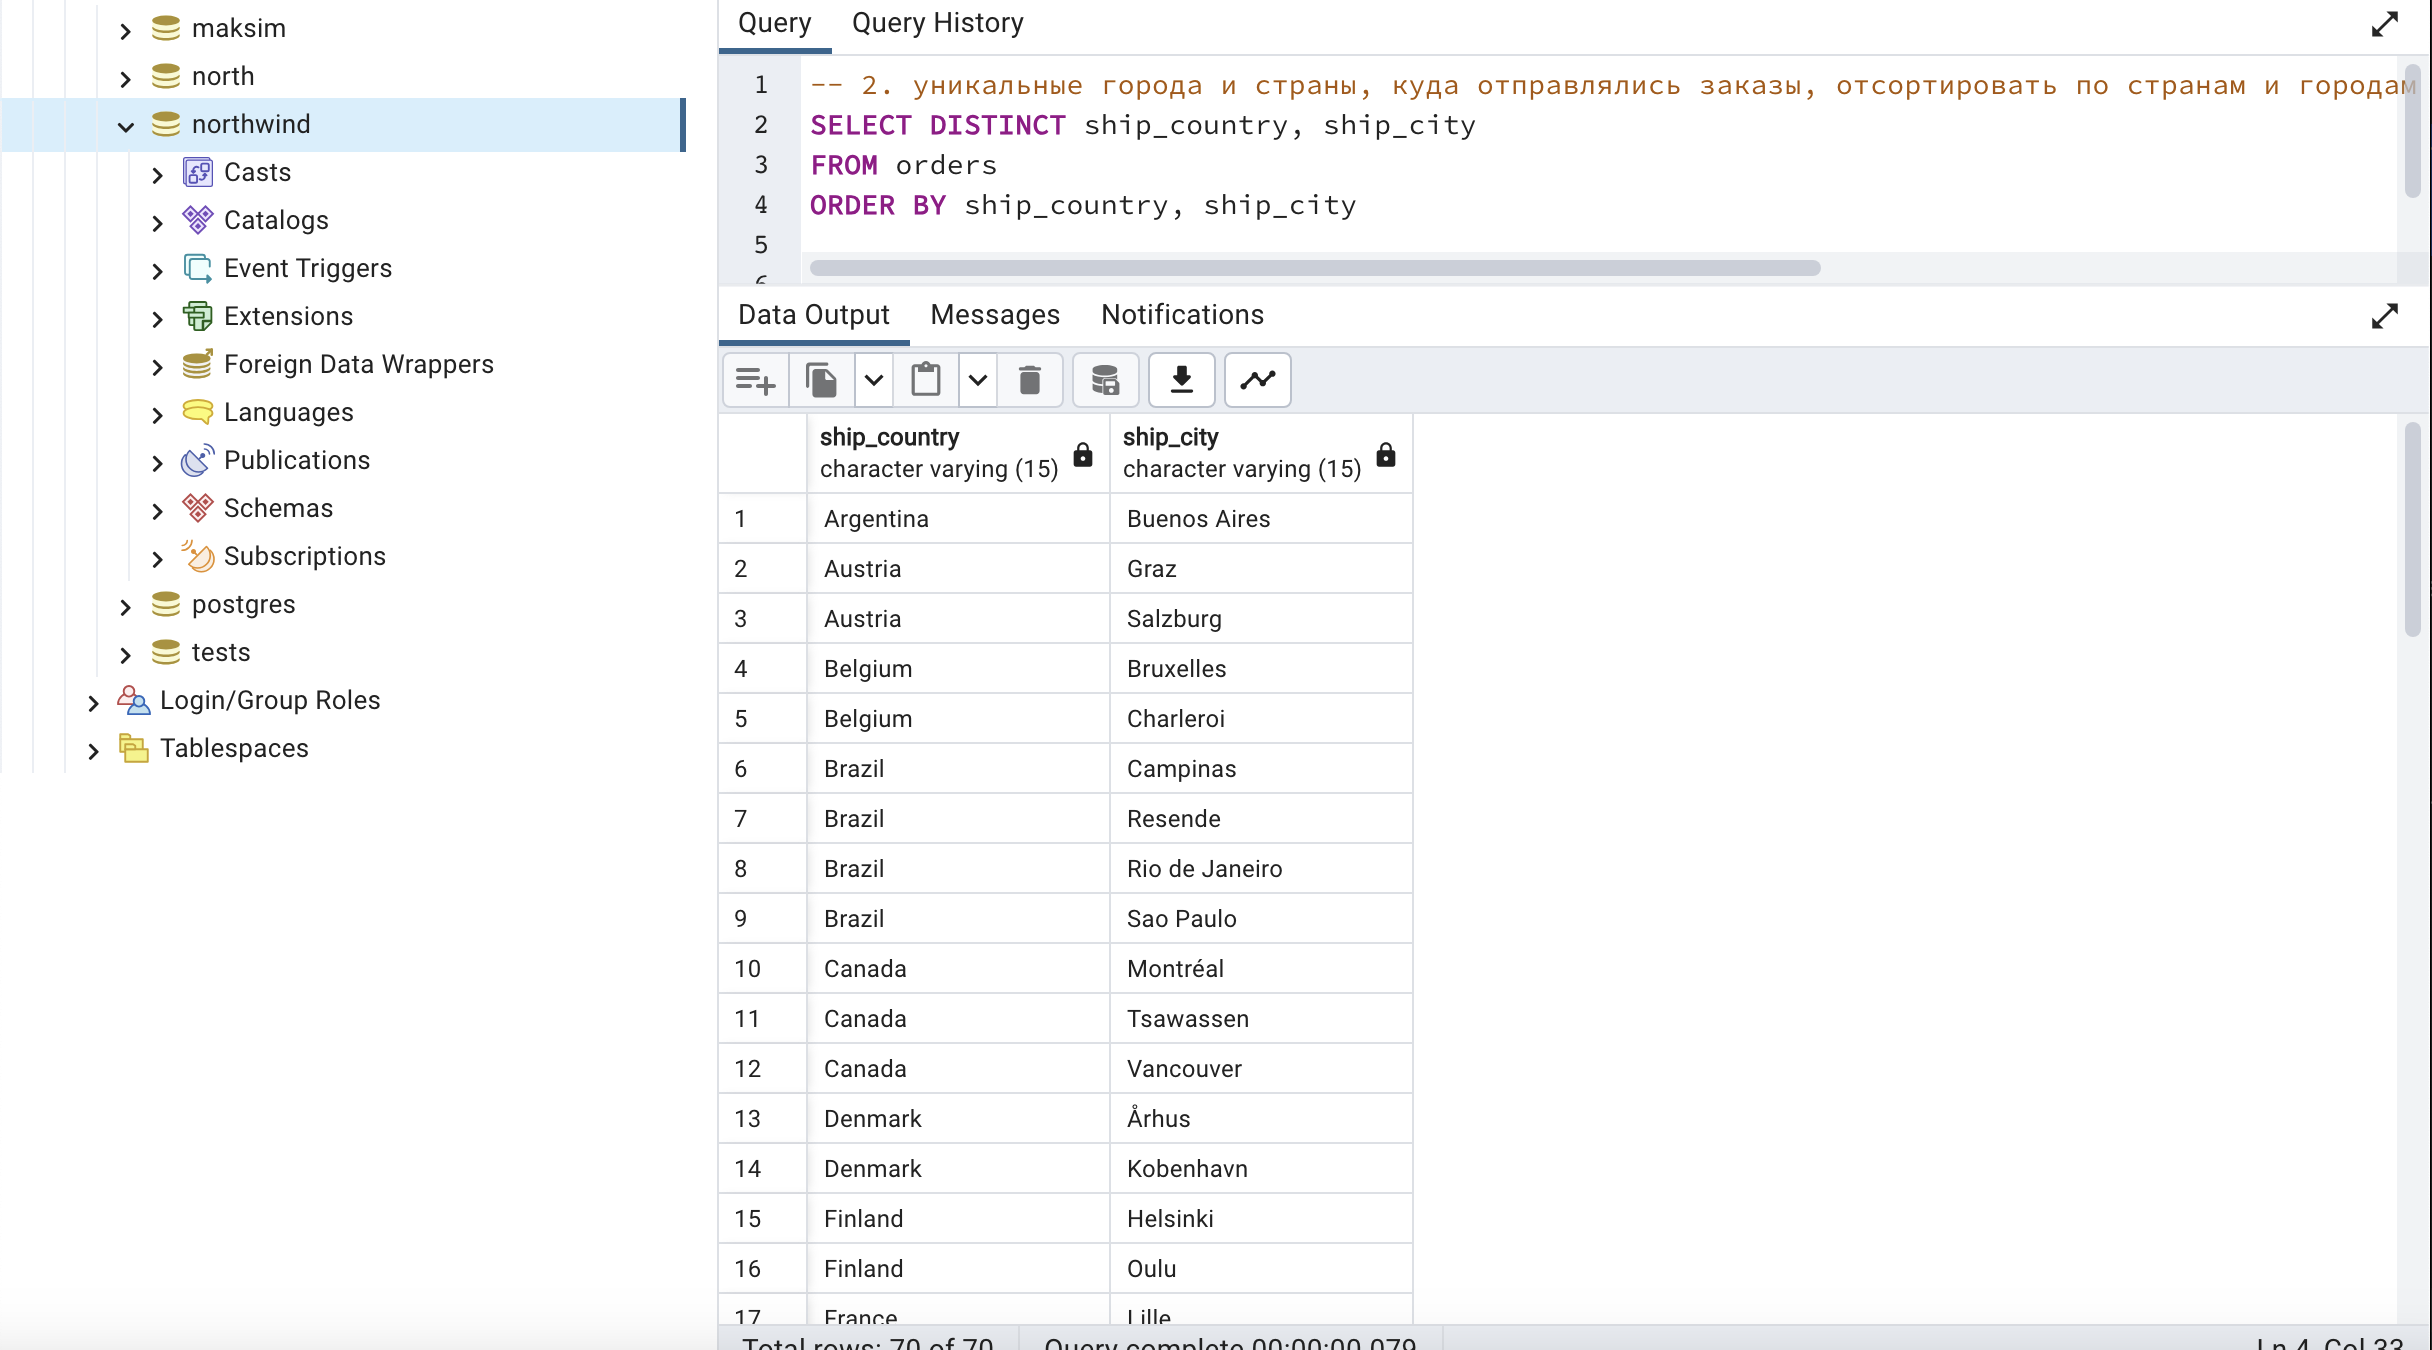 maksim
north
northwind
Casts
Catalogs
Event Triggers
Extensions
Foreign Data Wrappers
Languages
Publications
Schemas
Subscriptions
postgres
tests
Login/Group Roles
Tablespaces
Query Query History
1 -- 2. уникальные города и страны, куда отправлялись заказы, отсортировать по странам и городам
2 SELECT DISTINCT ship_country, ship_city
3 FROM orders
4 ORDER BY ship_country, ship_city
5
6
Data Output Messages Notifications
ship_country ship_city
character varying (15) character varying (15)
1 Argentina Buenos Aires
2 Austria Graz
3 Austria Salzburg
4 Belgium Bruxelles
5 Belgium Charleroi
6 Brazil Campinas
7 Brazil Resende
8 Brazil Rio de Janeiro
9 Brazil Sao Paulo
10 Canada Montréal
11 Canada Tsawassen
12 Canada Vancouver
13 Denmark Århus
14 Denmark Kobenhavn
15 Finland Helsinki
16 Finland Oulu
17 France Lille
Total rows: 70 of 70 Query complete 00:00:00.079 Ln 4, Col 33